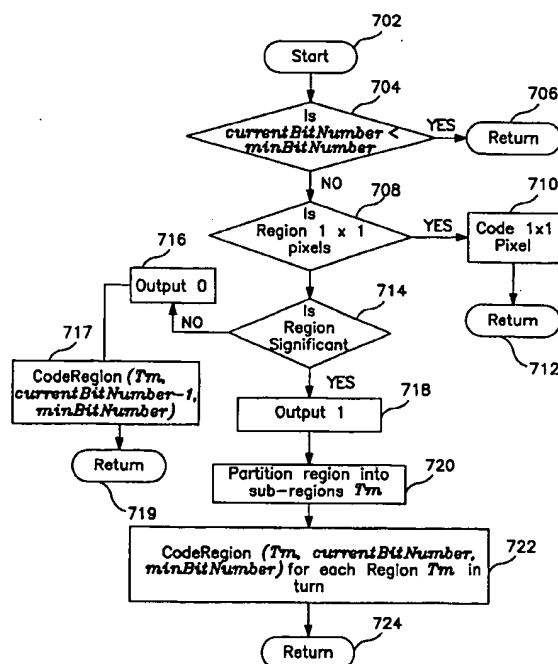 702
Start
704
Is
currentBitNumber <
minBitNumber
YES
706
Return
NO
708
Is
Region 1 x 1
pixels
YES
710
Code 1x1
Pixel
Return
712
716
Output 0
NO
714
Is
Region
Significant
717
CodeRegion (Tm,
currentBitNumber-1,
minBitNumber)
Return
719
YES
Output 1
718
Partition region into
sub-regions Tm
720
CodeRegion (Tm, currentBitNumber,
minBitNumber) for each Region Tm in
turn
722
Return
724